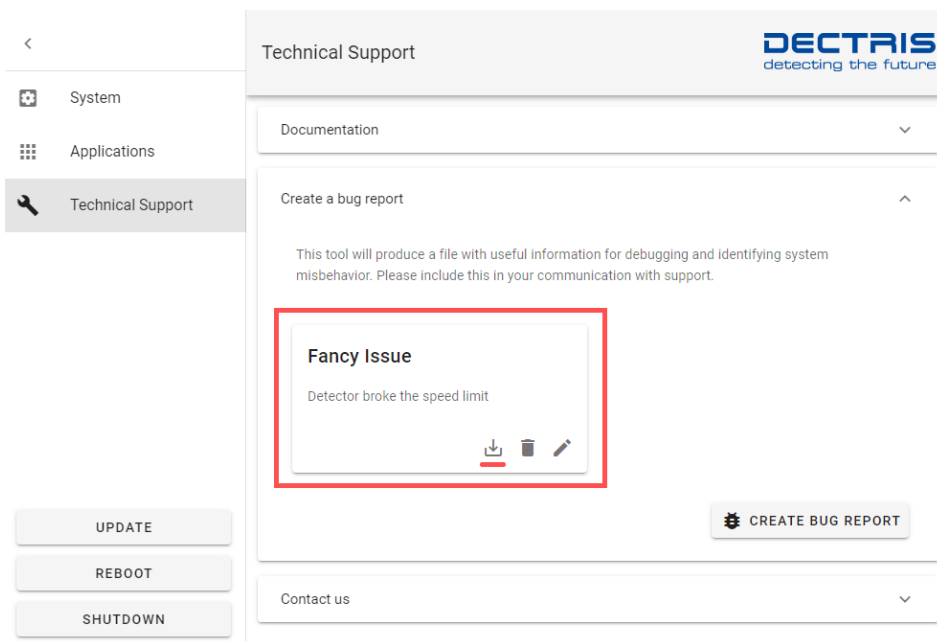 Technical Support
DECTRIS
detecting the future
System
Applications
Technical Support
Documentation
Create a bug report
This tool will produce a file with useful information for debugging and identifying system
misbehavior. Please include this in your communication with support.
Fancy Issue
Detector broke the speed limit
CREATE BUG REPORT
Contact us
UPDATE
REBOOT
SHUTDOWN